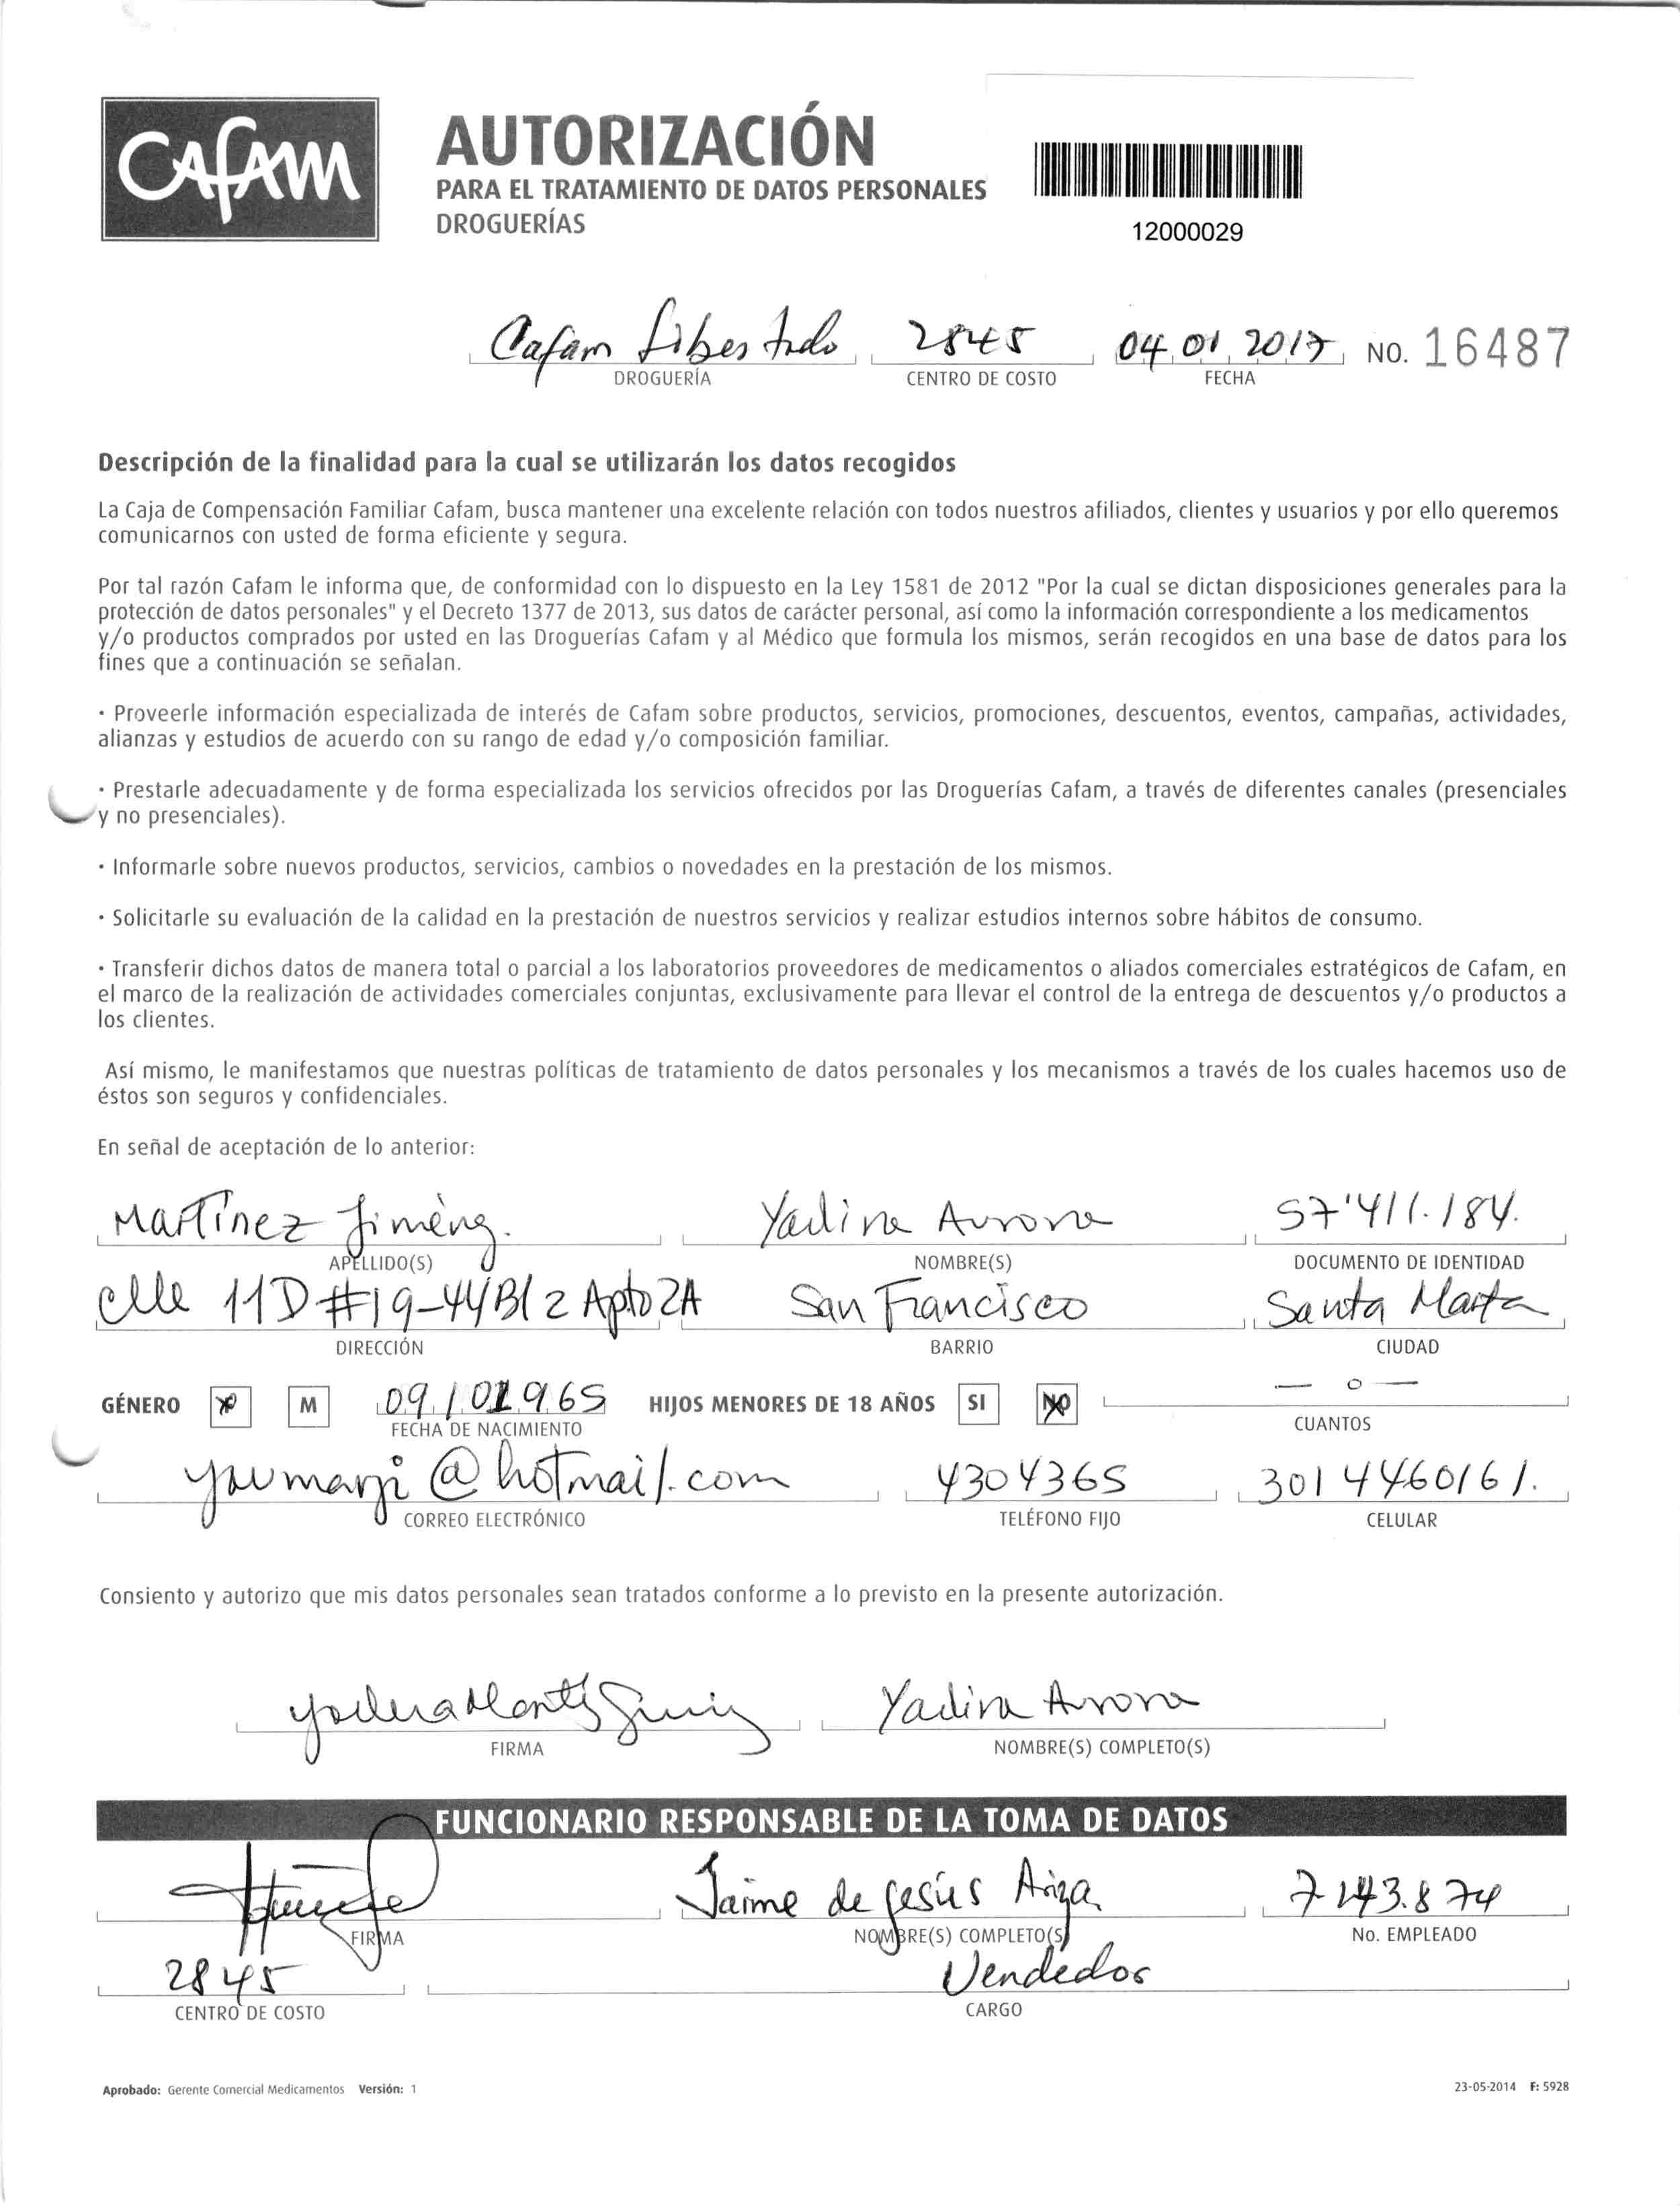 CAFAM
AUTORIZACIÓN
PARA EL TRATAMIENTO DE DATOS PERSONALES
DROGUERÍAS
12000029
Cafam Libertado 2845 04 01 2017 NO. 16487
DROGUERÍA CENTRO DE COSTO FECHA
Descripción de la finalidad para la cual se utilizarán los datos recogidos
La Caja de Compensación Familiar Cafam, busca mantener una excelente relación con todos nuestros afiliados, clientes y usuarios y por ello queremos
comunicarnos con usted de forma eficiente y segura.
Por tal razón Cafam le informa que, de conformidad con lo dispuesto en la Ley 1581 de 2012 "Por la cual se dictan disposiciones generales para la
protección de datos personales" y el Decreto 1377 de 2013, sus datos de carácter personal, así como la información correspondiente a los medicamentos
y/o productos comprados por usted en las Droguerías Cafam y al Médico que formula los mismos, serán recogidos en una base de datos para los
fines que a continuación se señalan.
· Proveerle información especializada de interés de Cafam sobre productos, servicios, promociones, descuentos, eventos, campañas, actividades,
alianzas y estudios de acuerdo con su rango de edad y/o composición familiar.
· Prestarle adecuadamente y de forma especializada los servicios ofrecidos por las Droguerías Cafam, a través de diferentes canales (presenciales
y no presenciales).
· Informarle sobre nuevos productos, servicios, cambios o novedades en la prestación de los mismos.
· Solicitarle su evaluación de la calidad en la prestación de nuestros servicios y realizar estudios internos sobre hábitos de consumo.
· Transferir dichos datos de manera total o parcial a los laboratorios proveedores de medicamentos o aliados comerciales estratégicos de Cafam, en
el marco de la realización de actividades comerciales conjuntas, exclusivamente para llevar el control de la entrega de descuentos y/o productos a
los clientes.
Así mismo, le manifestamos que nuestras políticas de tratamiento de datos personales y los mecanismos a través de los cuales hacemos uso de
éstos son seguros y confidenciales.
En señal de aceptación de lo anterior:
Martínez Jiménez. Yadira Aurora 57'411.184.
APELLIDO(S) NOMBRE(S) DOCUMENTO DE IDENTIDAD
clle 11D #19-44 Bl 2 Apto 2A San Francisco Santa Marta
DIRECCIÓN BARRIO CIUDAD
GÉNERO M 09/01965 HIJOS MENORES DE 18 AÑOS SI NO — o —
FECHA DE NACIMIENTO CUANTOS
yaumarji@hotmail.com 4304365 3014460161.
CORREO ELECTRÓNICO TELÉFONO FIJO CELULAR
Consiento y autorizo que mis datos personales sean tratados conforme a lo previsto en la presente autorización.
Yadira Aurora
FIRMA NOMBRE(S) COMPLETO(S)
FUNCIONARIO RESPONSABLE DE LA TOMA DE DATOS
Jaime de Jesús Ariza 7143.874
FIRMA NOMBRE(S) COMPLETO(S) No. EMPLEADO
2845 Vendedor
CENTRO DE COSTO CARGO
Aprobado: Gerente Comercial Medicamentos Versión: 1 23-05-2014 F: 5928